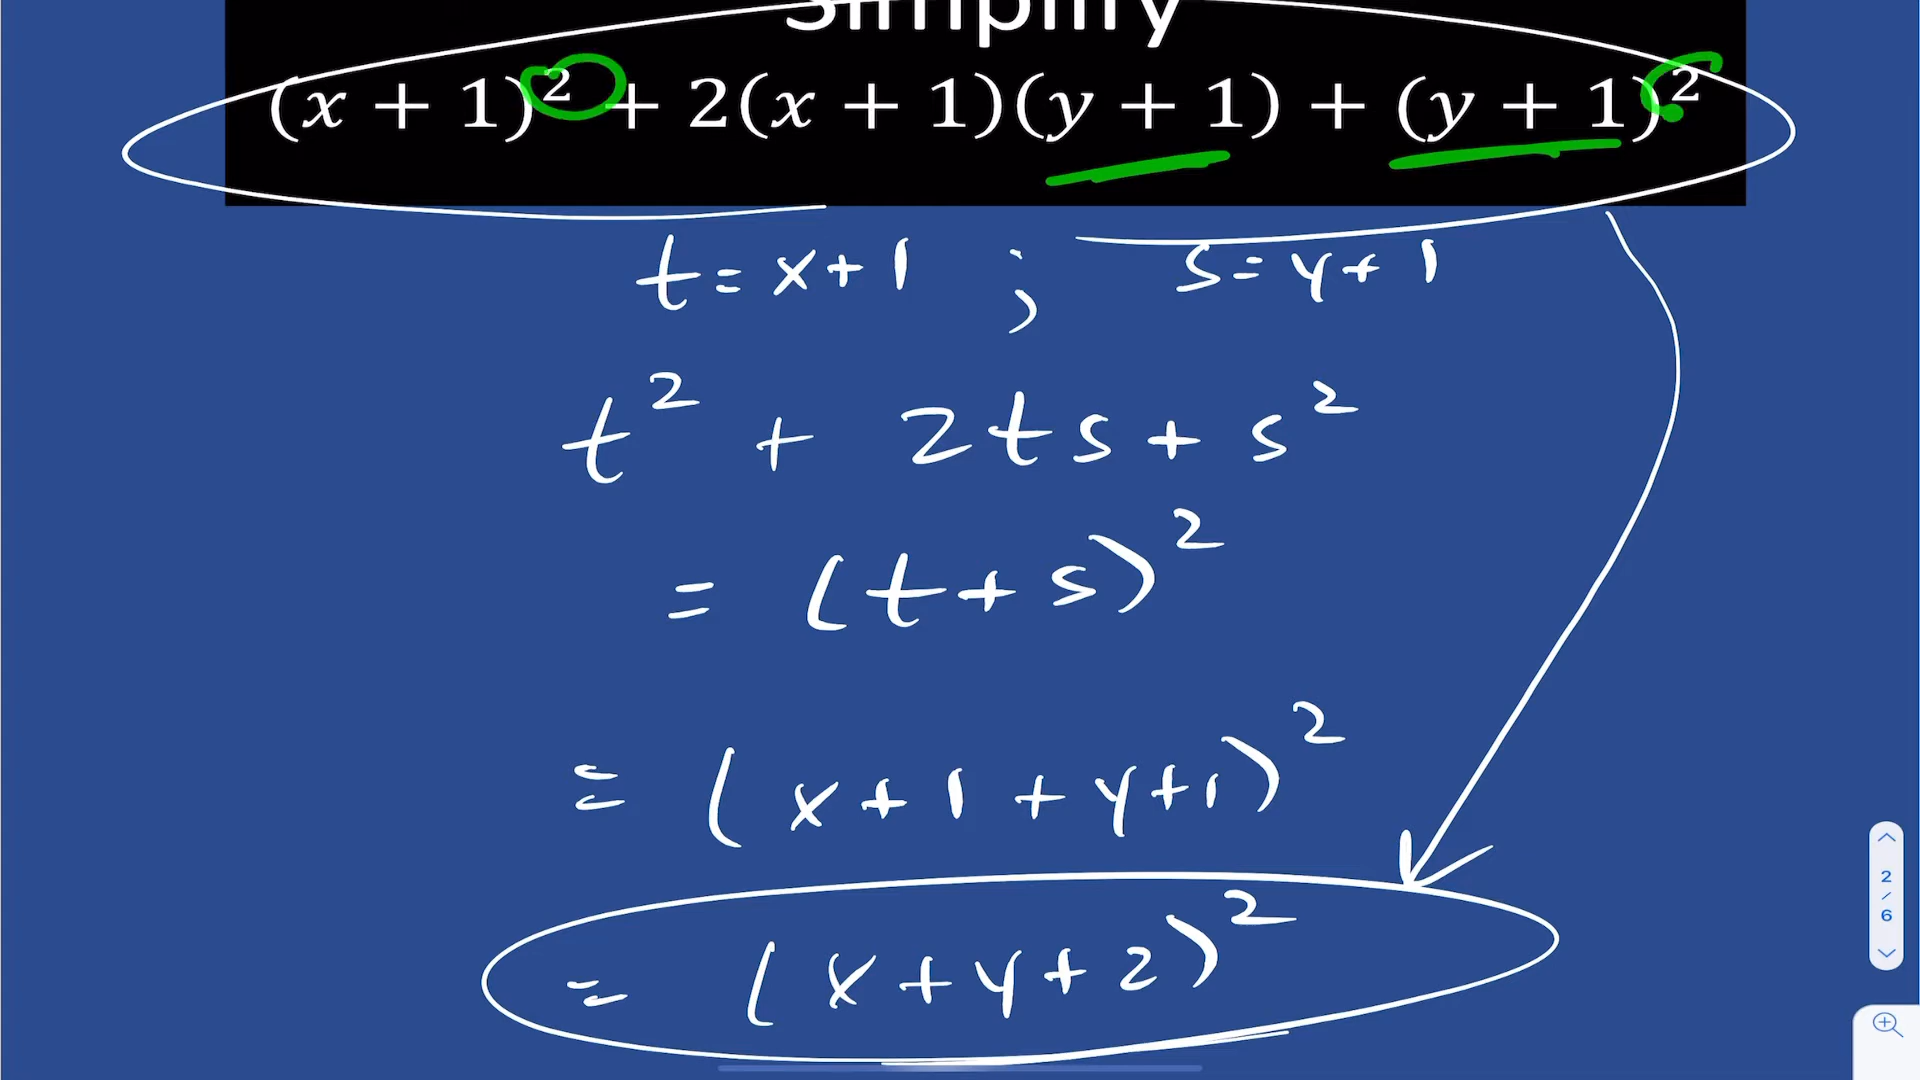 Simplify
(x + 1)² + 2(x + 1)(y + 1) + (y + 1)²
t = x + 1 ; s = y + 1
t² + 2ts + s²
= (t + s)²
= (x + 1 + y + 1)²
= (x + y + 2)²
2
/
6